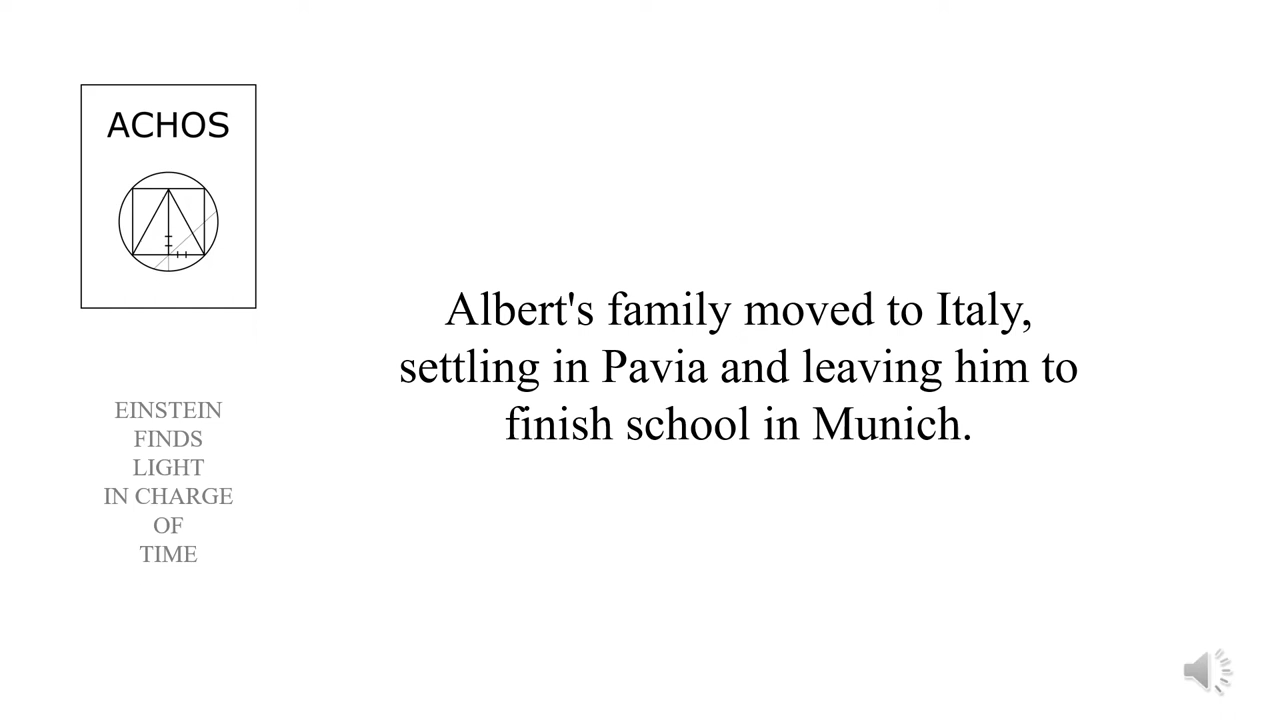 ACHOS
EINSTEIN
FINDS
LIGHT
IN CHARGE
OF
TIME
Albert's family moved to Italy,
settling in Pavia and leaving him to
finish school in Munich.